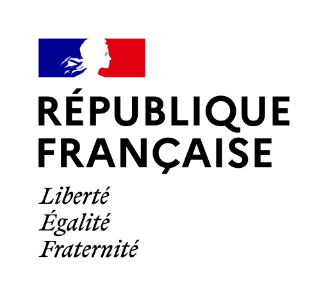 RÉPUBLIQUE
FRANÇAISE
Liberté
Égalité
Fraternité